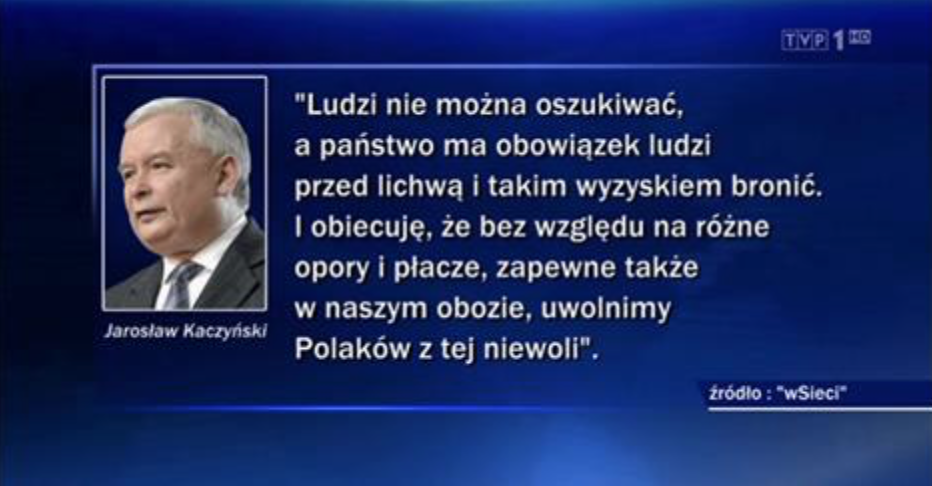 TVP 1 HD
"Ludzi nie można oszukiwać,
a państwo ma obowiązek ludzi
przed lichwą i takim wyzyskiem bronić.
I obiecuję, że bez względu na różne
opory i płacze, zapewne także
w naszym obozie, uwolnimy
Polaków z tej niewoli".
Jarosław Kaczyński
źródło : "wSieci"